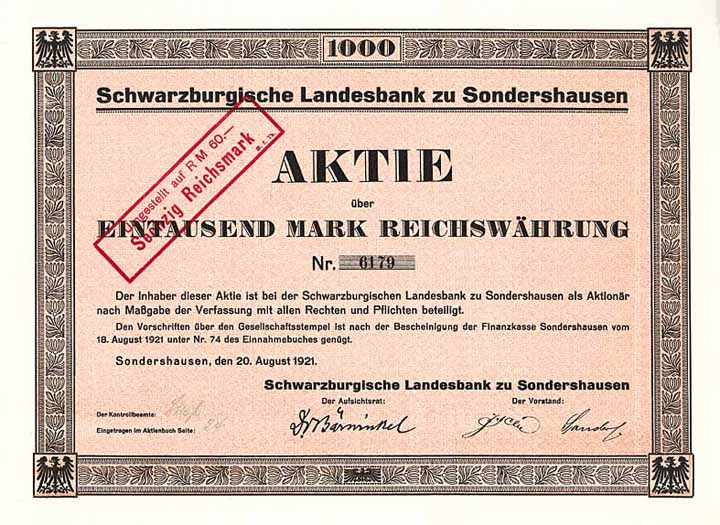 1000
Schwarzburgische Landesbank zu Sondershausen
Umgestellt auf R M 60.—
Sechzig Reichsmark
AKTIE
über
EINTAUSEND MARK REICHSWÄHRUNG
Nr. 6179
Der Inhaber dieser Aktie ist bei der Schwarzburgischen Landesbank zu Sondershausen als Aktionär
nach Maßgabe der Verfassung mit allen Rechten und Pflichten beteiligt.
Den Vorschriften über den Gesellschaftsstempel ist nach der Bescheinigung der Finanzkasse Sondershausen vom
18. August 1921 unter Nr. 74 des Einnahmebuches genügt.
Sondershausen, den 20. August 1921.
Schwarzburgische Landesbank zu Sondershausen
Der Aufsichtsrat: Der Vorstand:
Der Kontrollbeamte:
Dr Bärwinkel
Eingetragen im Aktienbuch Seite: 24